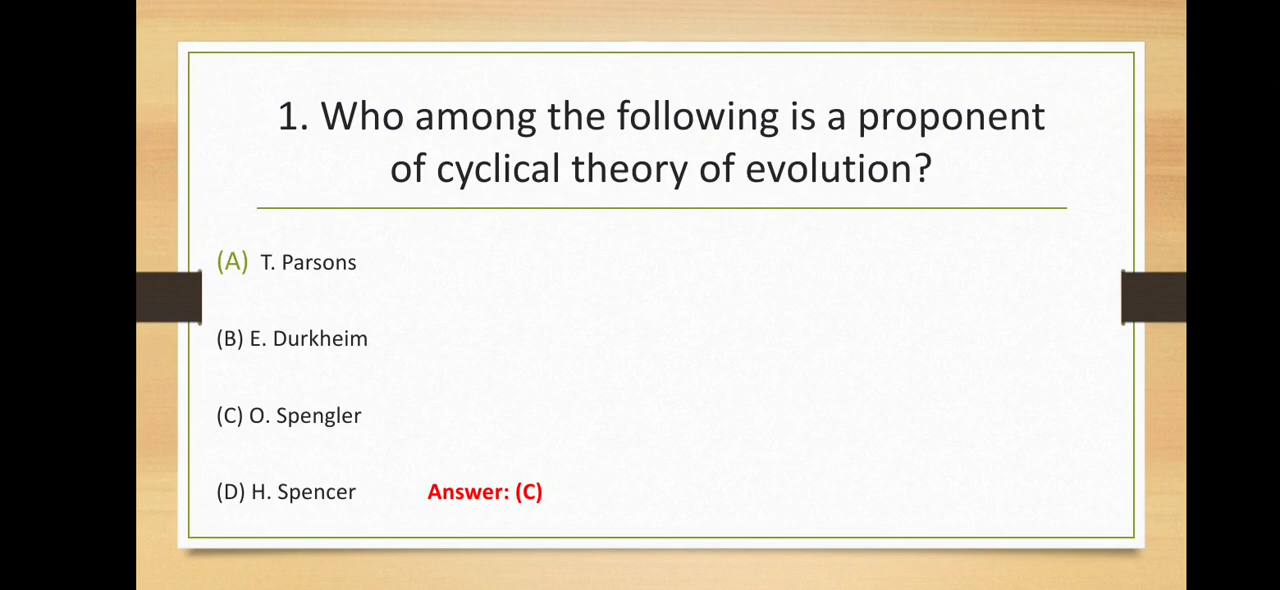 1. Who among the following is a proponent
of cyclical theory of evolution?
(A) T. Parsons
(B) E. Durkheim
(C) O. Spengler
(D) H. Spencer Answer: (C)